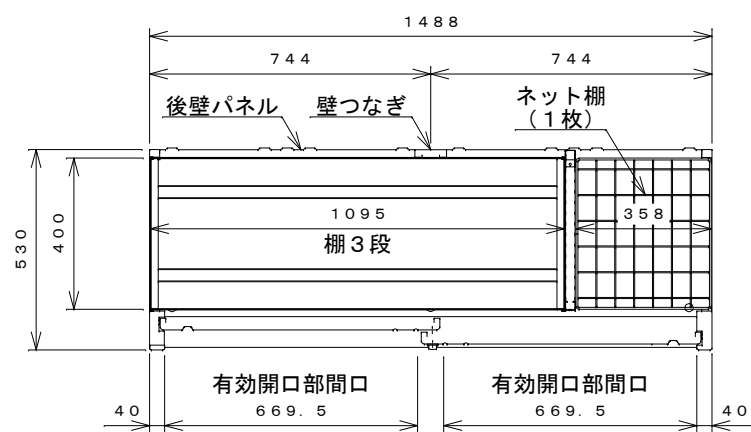 1488
744
744
後壁パネル
壁つなぎ
ネット棚
(1枚)
530
400
1095
358
棚3段
有効開口部間口
有効開口部間口
40
669.5
669.5
40